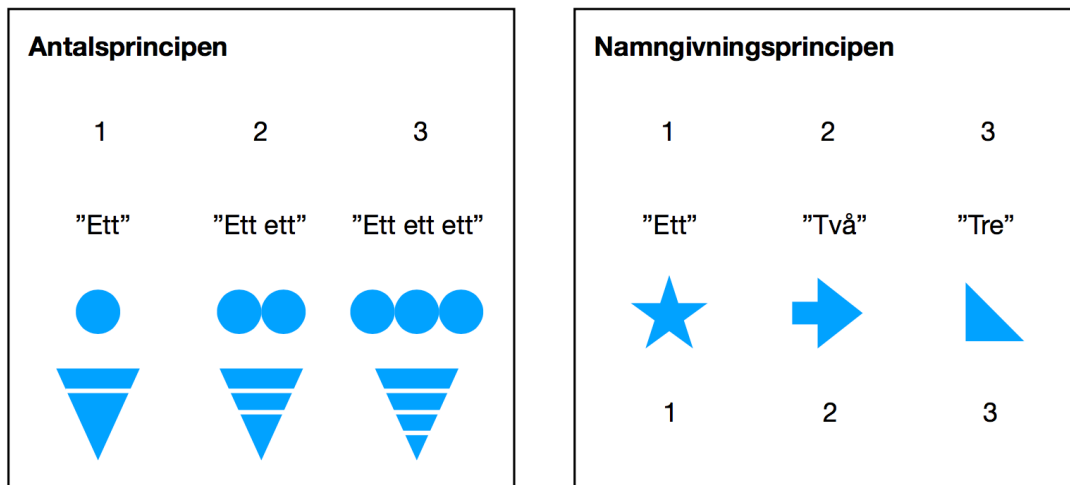 Antalsprincipen
1 2 3
”Ett” ”Ett ett” ”Ett ett ett”
Namngivningsprincipen
1 2 3
”Ett” ”Två” ”Tre”
1 2 3